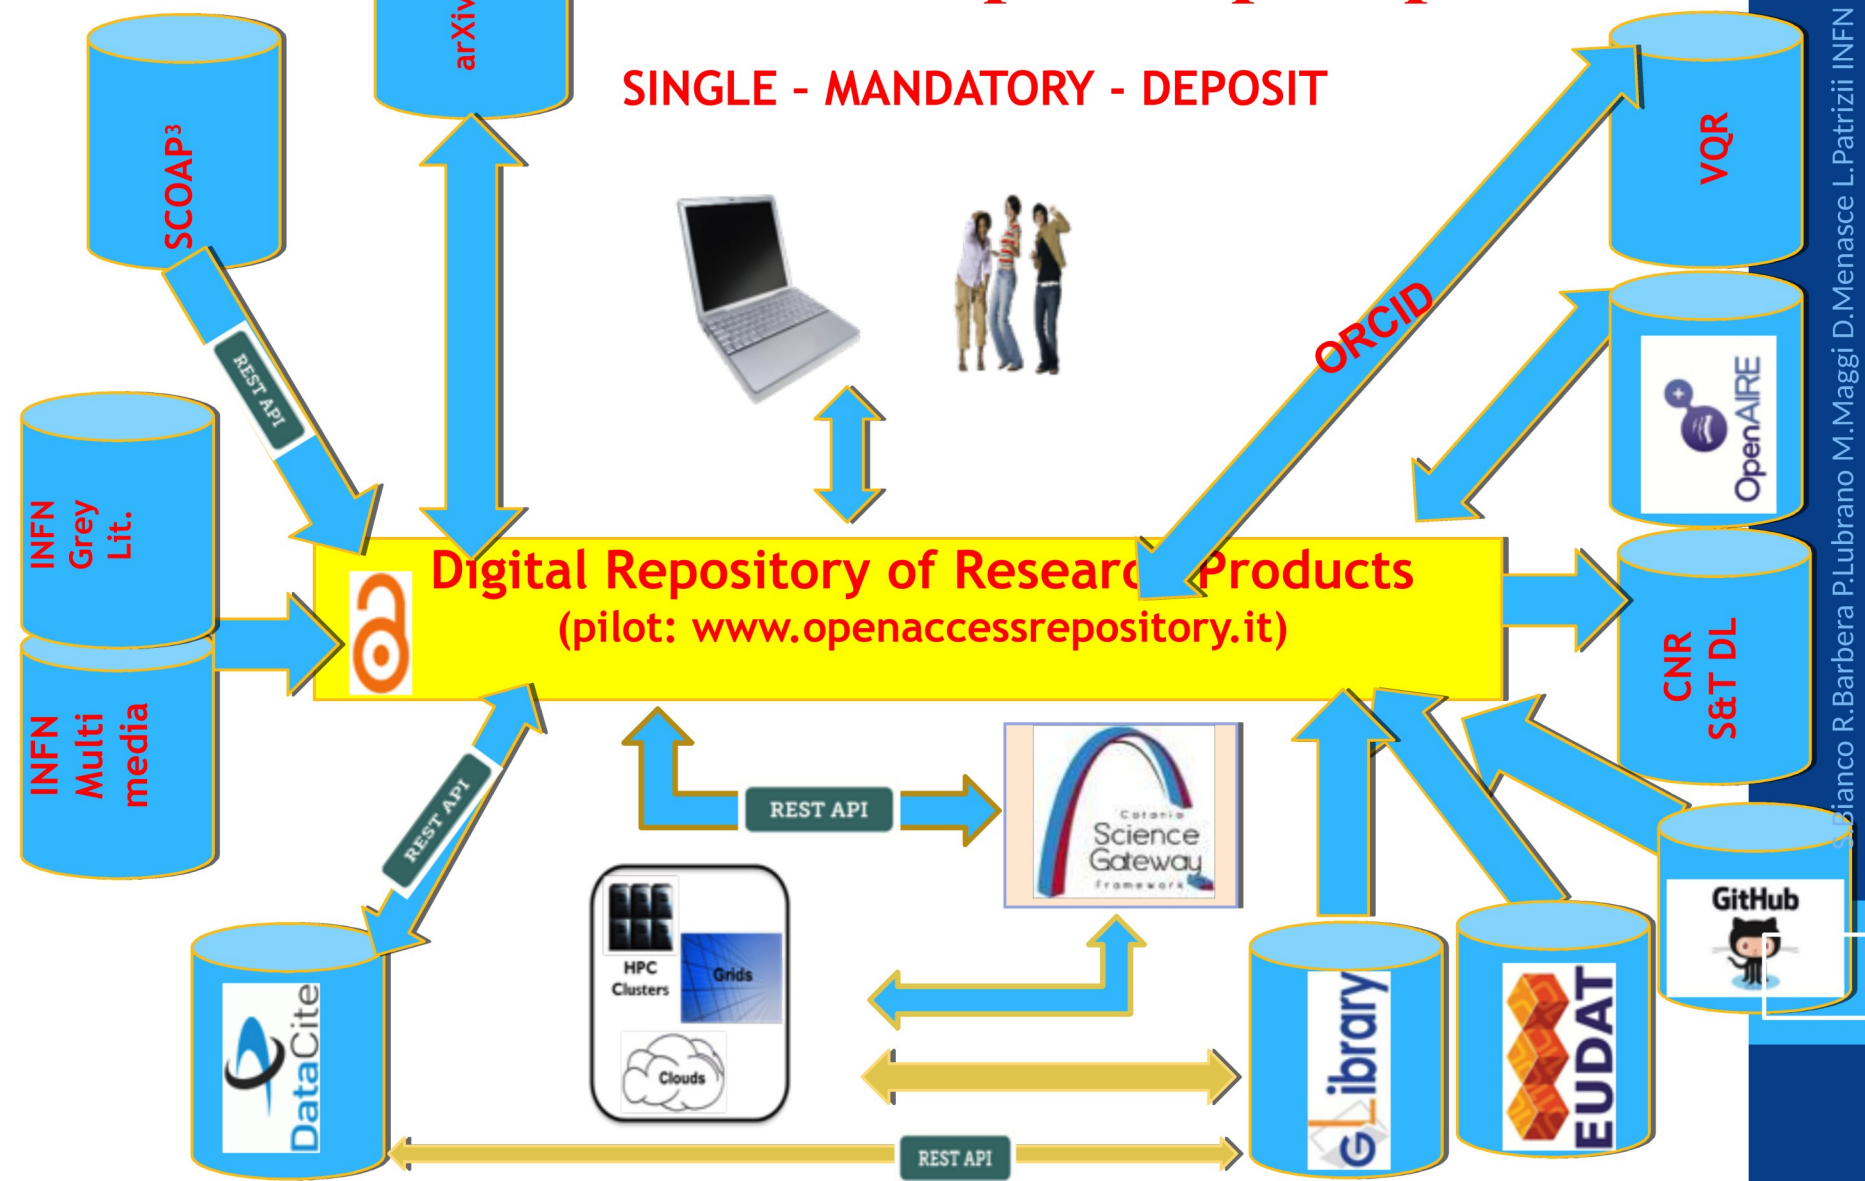 arXiv
SINGLE – MANDATORY - DEPOSIT
SCOAP³
VQR
ORCID
REST API
OpenAIRE
INFN
Grey
Lit.
Digital Repository of Research Products
(pilot: www.openaccessrepository.it)
CNR
S&T DL
INFN
Multi
media
REST API
REST API
Catania
Science
Gateway
Framework
GitHub
HPC
Clusters
Grids
Clouds
DataCite
gLibrary
EUDAT
REST API
S.Bianco R.Barbera P.Lubrano M.Maggi D.Menasce L.Patrizii INFN